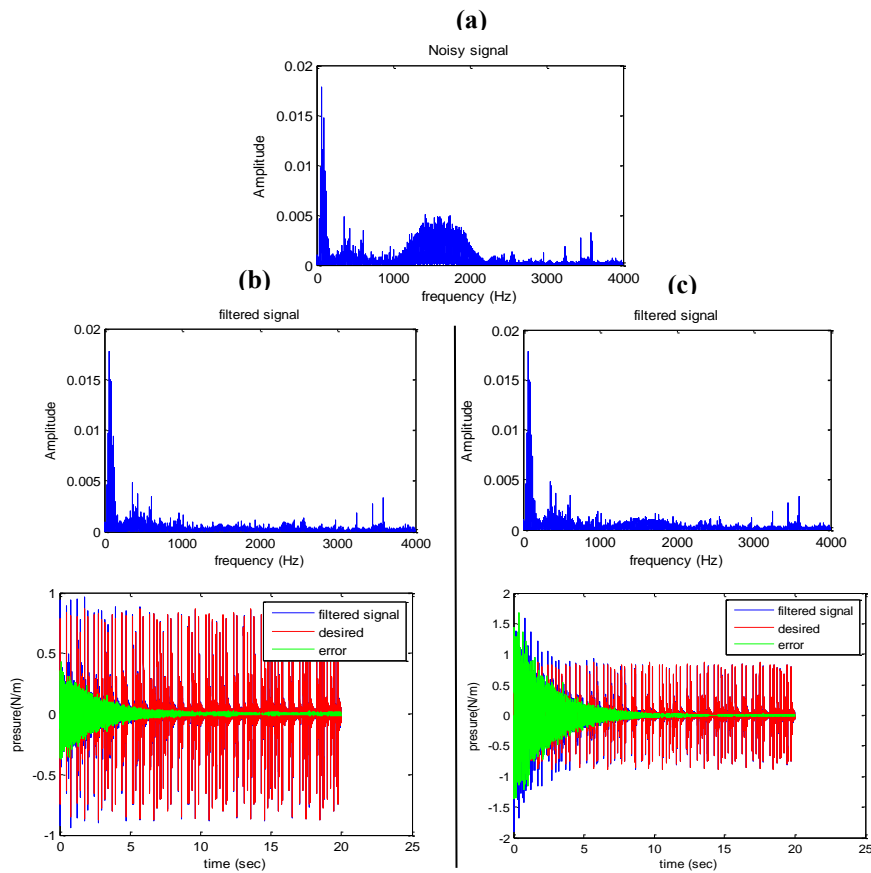 (a)
Noisy signal
0.02
0.015
0.01
0.005
0
Amplitude
0 1000 2000 3000 4000
frequency (Hz)
(b)
filtered signal
0.02
0.015
0.01
0.005
0
Amplitude
0 1000 2000 3000 4000
frequency (Hz)
1
0.5
0
-0.5
-1
presure(N/m)
filtered signal
desired
error
0 5 10 15 20 25
time (sec)
(c)
filtered signal
0.02
0.015
0.01
0.005
0
Amplitude
0 1000 2000 3000 4000
frequency (Hz)
2
1.5
1
0.5
0
-0.5
-1
-1.5
-2
presure(N/m)
filtered signal
desired
error
0 5 10 15 20 25
time (sec)